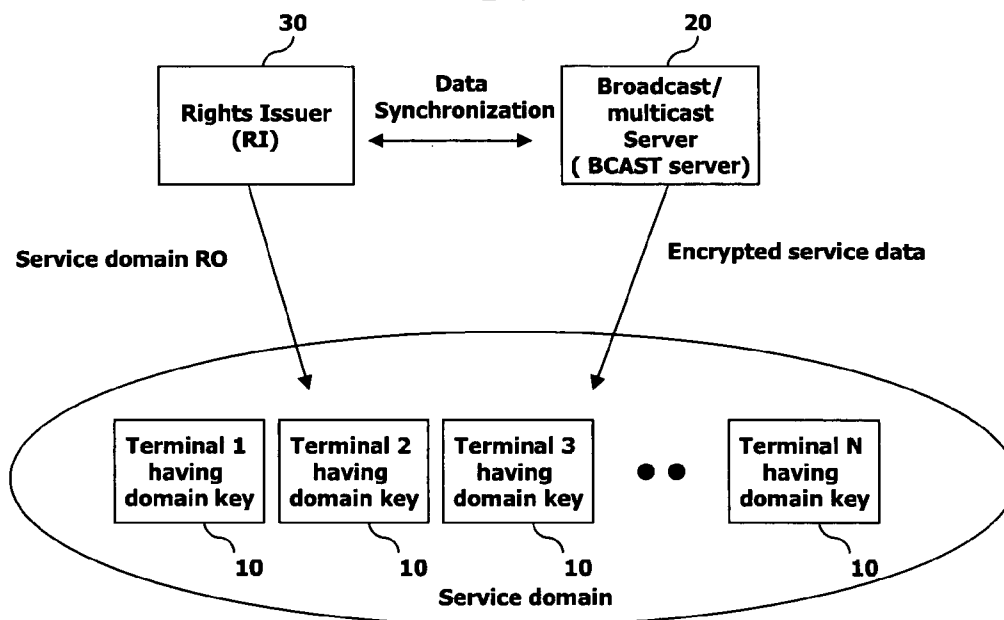 30
20
Rights Issuer
(RI)
Data
Synchronization
Broadcast/
multicast
Server
( BCAST server)
Service domain RO
Encrypted service data
Terminal 1
having
domain key
Terminal 2
having
domain key
Terminal 3
having
domain key
Terminal N
having
domain key
10
10
10
10
Service domain